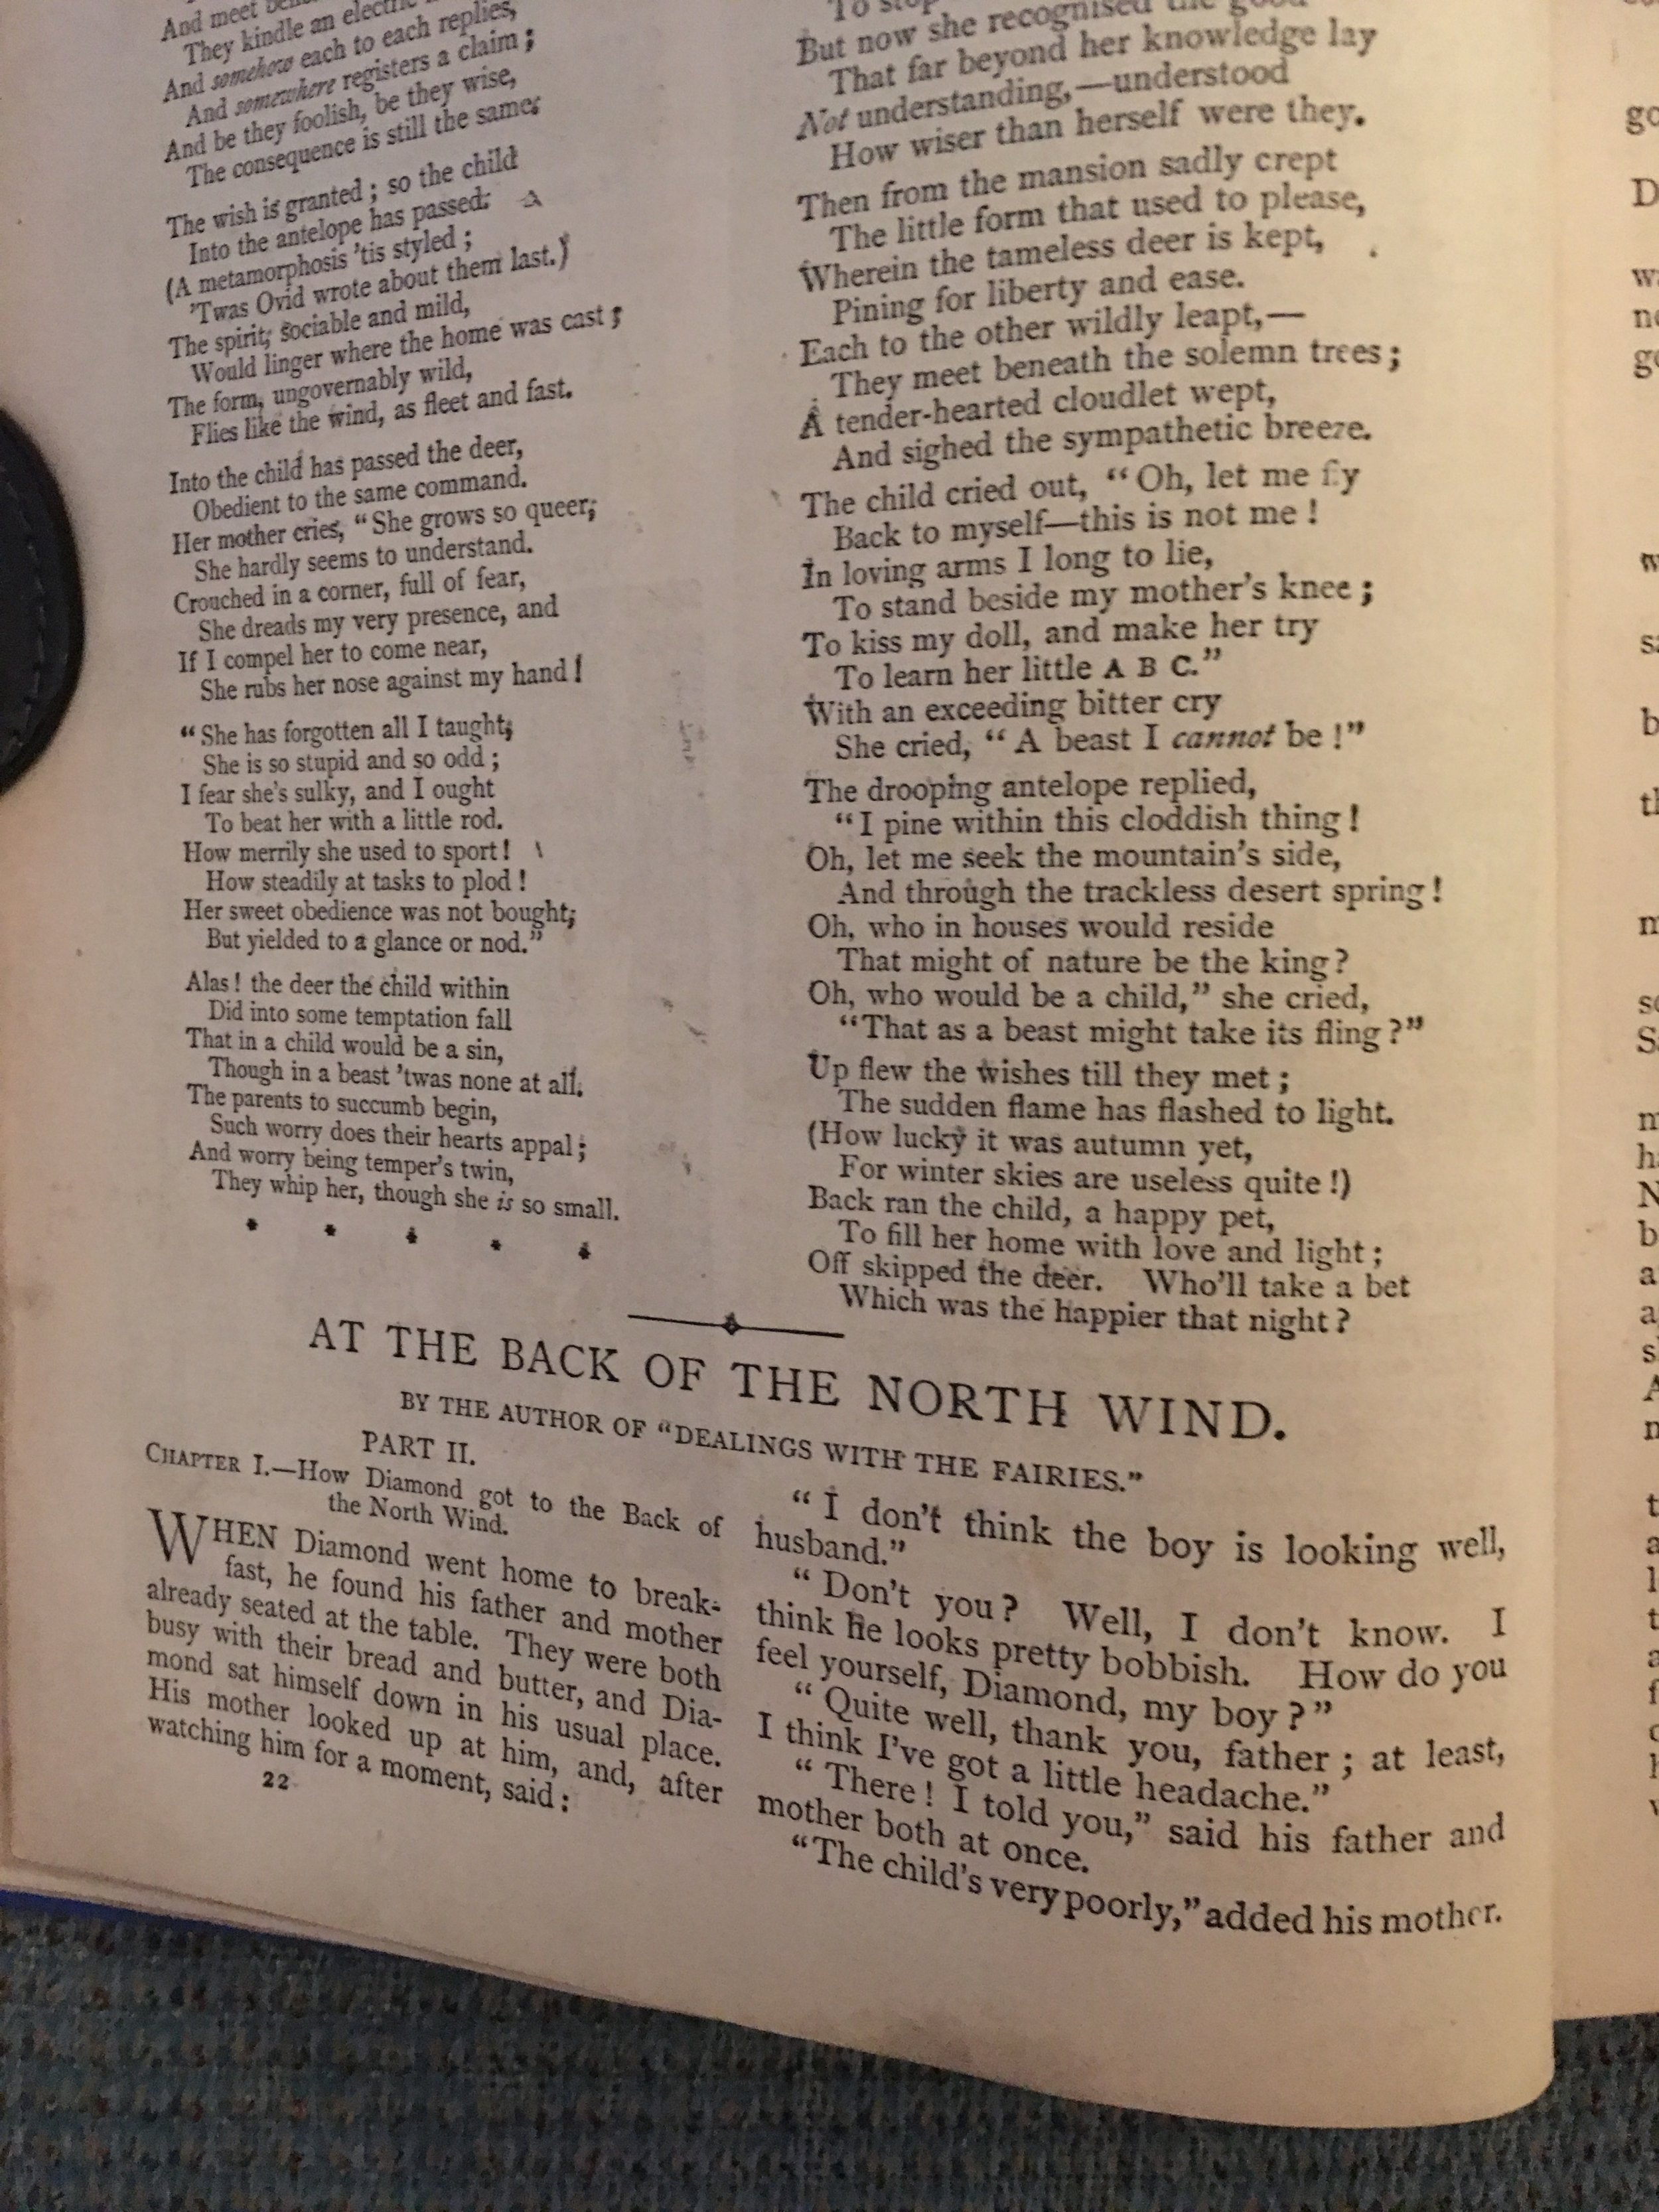 And meet
They kindle an electric
And somehow each to each replies,
And somewhere registers a claim;
And be they foolish, be they wise,
The consequence is still the same.
The wish is granted; so the child
Into the antelope has passed.
(A metamorphosis 'tis styled;
'Twas Ovid wrote about them last.)
The spirit, sociable and mild,
Would linger where the home was cast;
The form, ungovernably wild,
Flies like the wind, as fleet and fast.
Into the child has passed the deer,
Obedient to the same command.
Her mother cries, "She grows so queer,
She hardly seems to understand.
Crouched in a corner, full of fear,
She dreads my very presence, and
If I compel her to come near,
She rubs her nose against my hand!
"She has forgotten all I taught,
She is so stupid and so odd;
I fear she's sulky, and I ought
To beat her with a little rod.
How merrily she used to sport!
How steadily at tasks to plod!
Her sweet obedience was not bought,
But yielded to a glance or nod."
Alas! the deer the child within
Did into some temptation fall
That in a child would be a sin,
Though in a beast 'twas none at all.
The parents to succumb begin,
Such worry does their hearts appal;
And worry being temper's twin,
They whip her, though she is so small.
* * * * *
To stop
But now she recognised the good
That far beyond her knowledge lay
Not understanding,—understood
How wiser than herself were they.
Then from the mansion sadly crept
The little form that used to please,
Wherein the tameless deer is kept,
Pining for liberty and ease.
Each to the other wildly leapt,—
They meet beneath the solemn trees;
A tender-hearted cloudlet wept,
And sighed the sympathetic breeze.
The child cried out, "Oh, let me fly
Back to myself—this is not me!
In loving arms I long to lie,
To stand beside my mother's knee;
To kiss my doll, and make her try
To learn her little A B C."
With an exceeding bitter cry
She cried, "A beast I cannot be!"
The drooping antelope replied,
"I pine within this cloddish thing!
Oh, let me seek the mountain's side,
And through the trackless desert spring!
Oh, who in houses would reside
That might of nature be the king?
Oh, who would be a child," she cried,
"That as a beast might take its fling?"
Up flew the wishes till they met;
The sudden flame has flashed to light.
(How lucky it was autumn yet,
For winter skies are useless quite!)
Back ran the child, a happy pet,
To fill her home with love and light;
Off skipped the deer. Who'll take a bet
Which was the happier that night?
AT THE BACK OF THE NORTH WIND.
BY THE AUTHOR OF "DEALINGS WITH THE FAIRIES."
PART II.
CHAPTER I.—How Diamond got to the Back of
the North Wind.
WHEN Diamond went home to break-
fast, he found his father and mother
already seated at the table. They were both
busy with their bread and butter, and Dia-
mond sat himself down in his usual place.
His mother looked up at him, and, after
watching him for a moment, said:
22
"I don't think the boy is looking well,
husband."
"Don't you? Well, I don't know. I
think he looks pretty bobbish. How do you
feel yourself, Diamond, my boy?"
"Quite well, thank you, father; at least,
I think I've got a little headache."
"There! I told you," said his father and
mother both at once.
"The child's very poorly," added his mother.